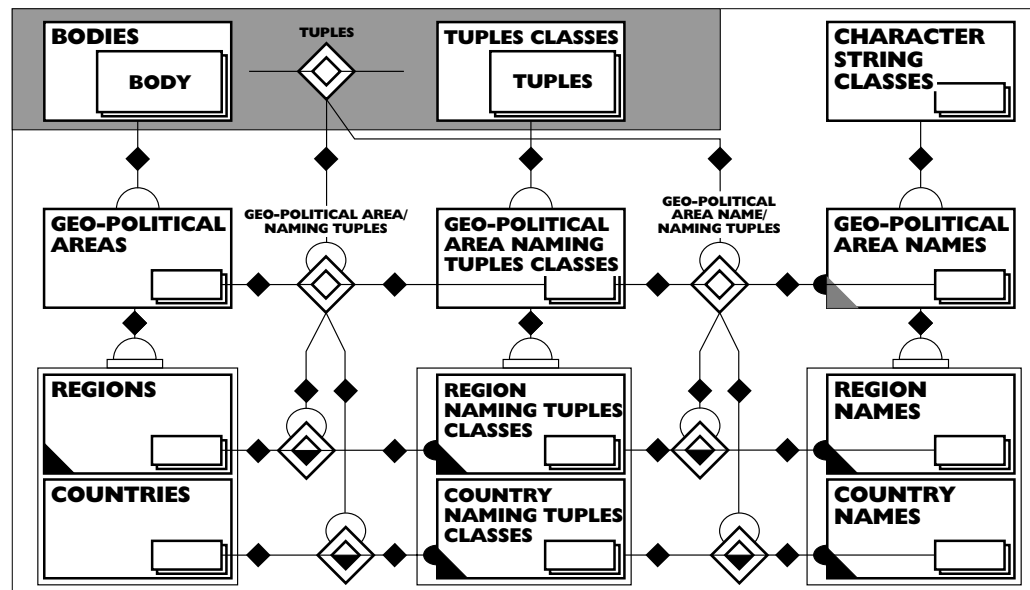 BODIES
BODY
TUPLES
TUPLES CLASSES
TUPLES
CHARACTER
STRING
CLASSES
GEO-POLITICAL
AREAS
GEO-POLITICAL AREA/
NAMING TUPLES
GEO-POLITICAL
AREA NAMING
TUPLES CLASSES
GEO-POLITICAL
AREA NAME/
NAMING TUPLES
GEO-POLITICAL
AREA NAMES
REGIONS
REGION
NAMING TUPLES
CLASSES
REGION
NAMES
COUNTRIES
COUNTRY
NAMING TUPLES
CLASSES
COUNTRY
NAMES